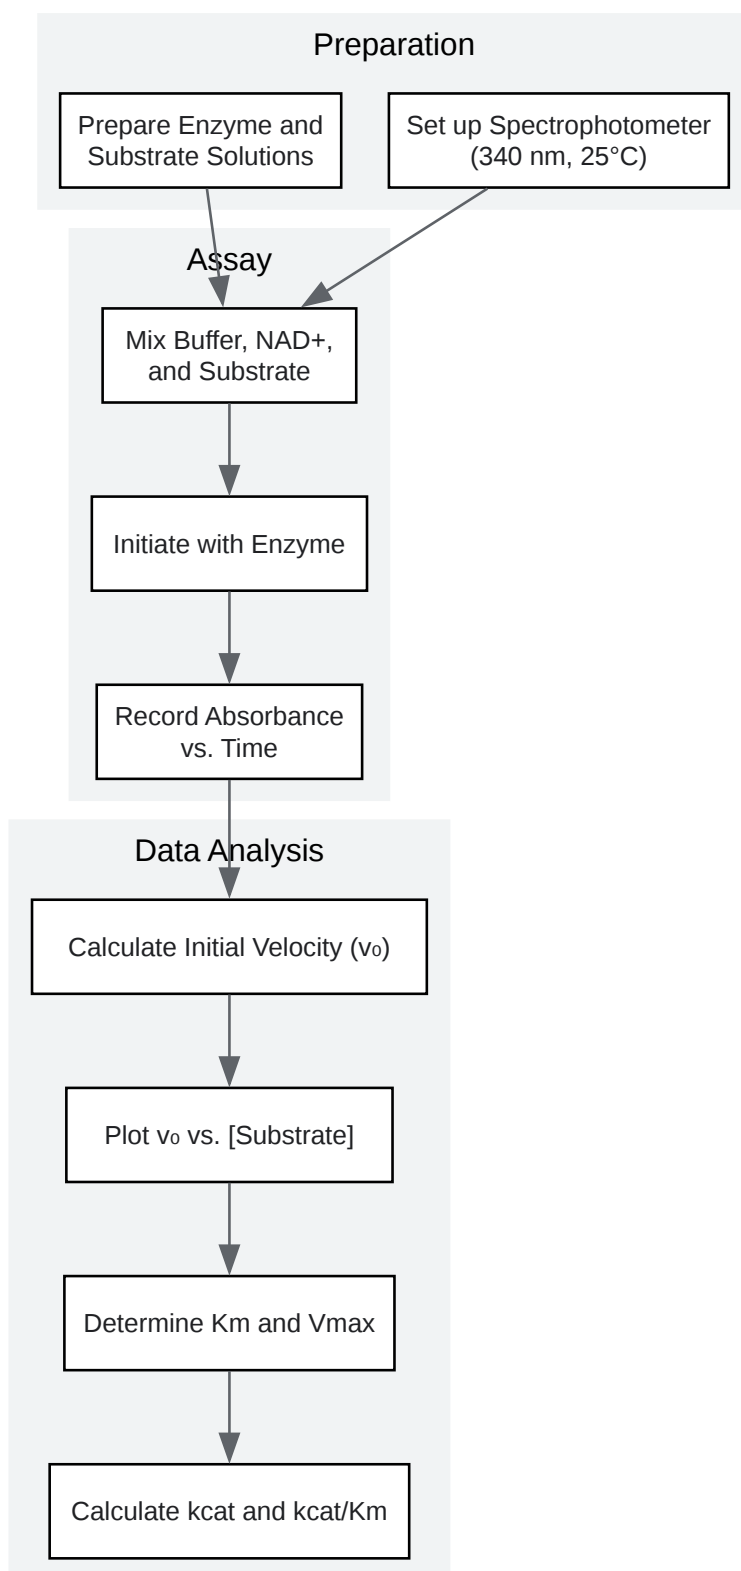 Preparation
Prepare Enzyme and
Substrate Solutions
Set up Spectrophotometer
(340 nm, 25°C)
Assay
Mix Buffer, NAD+,
and Substrate
Initiate with Enzyme
Record Absorbance
vs. Time
Data Analysis
Calculate Initial Velocity (v₀)
Plot v₀ vs. [Substrate]
Determine Km and Vmax
Calculate kcat and kcat/Km